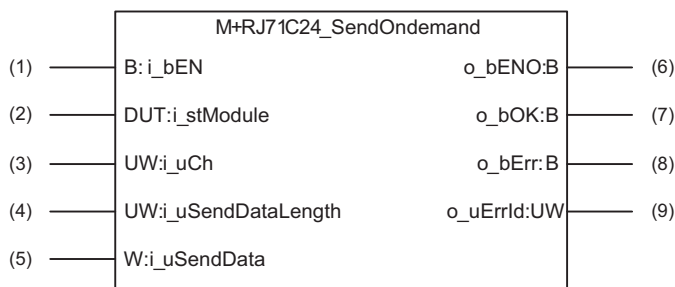 M+RJ71C24_SendOndemand
(1) B: i_bEN o_bENO:B (6)
(2) DUT:i_stModule o_bOK:B (7)
(3) UW:i_uCh o_bErr:B (8)
(4) UW:i_uSendDataLength o_uErrId:UW (9)
(5) W:i_uSendData